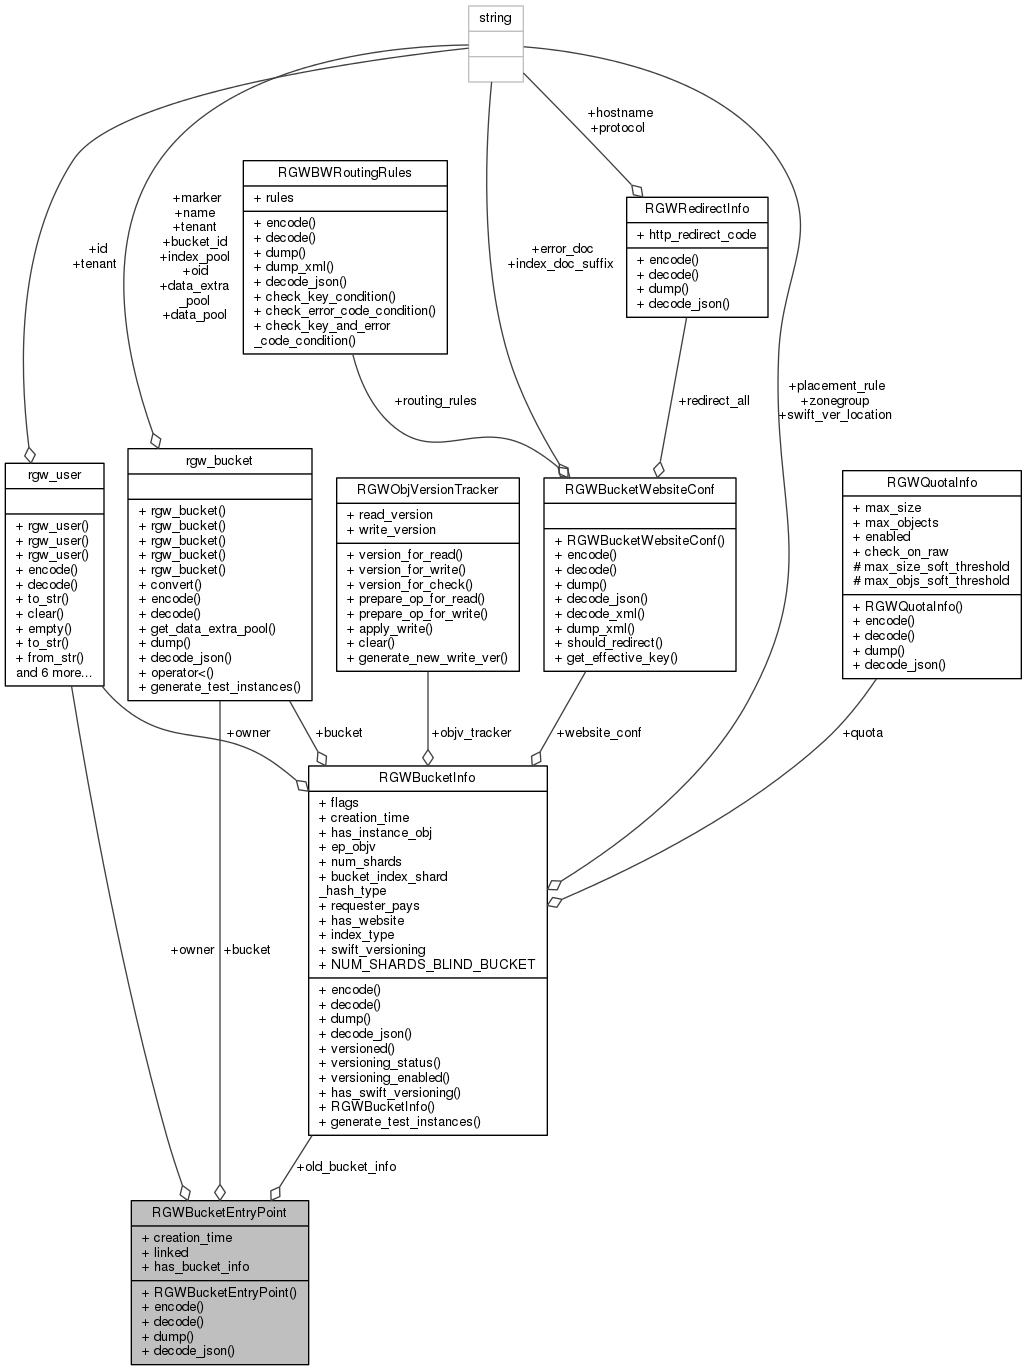 string
+hostname
+protocol
RGWBWRoutingRules
+ rules
+ encode()
+ decode()
+ dump()
+ dump_xml()
+ decode_json()
+ check_key_condition()
+ check_error_code_condition()
+ check_key_and_error
_code_condition()
+marker
+name
+tenant
+bucket_id
+index_pool
+oid
+data_extra
_pool
+data_pool
RGWRedirectInfo
+ http_redirect_code
+ encode()
+ decode()
+ dump()
+ decode_json()
+id
+tenant
+error_doc
+index_doc_suffix
+routing_rules
+redirect_all
+placement_rule
+zonegroup
+swift_ver_location
rgw_user
+ rgw_user()
+ rgw_user()
+ rgw_user()
+ encode()
+ decode()
+ to_str()
+ clear()
+ empty()
+ to_str()
+ from_str()
and 6 more...
rgw_bucket
+ rgw_bucket()
+ rgw_bucket()
+ rgw_bucket()
+ rgw_bucket()
+ rgw_bucket()
+ convert()
+ encode()
+ decode()
+ get_data_extra_pool()
+ dump()
+ decode_json()
+ operator<()
+ generate_test_instances()
RGWObjVersionTracker
+ read_version
+ write_version
+ version_for_read()
+ version_for_write()
+ version_for_check()
+ prepare_op_for_read()
+ prepare_op_for_write()
+ apply_write()
+ clear()
+ generate_new_write_ver()
RGWBucketWebsiteConf
+ RGWBucketWebsiteConf()
+ encode()
+ decode()
+ dump()
+ decode_json()
+ decode_xml()
+ dump_xml()
+ should_redirect()
+ get_effective_key()
RGWQuotaInfo
+ max_size
+ max_objects
+ enabled
+ check_on_raw
# max_size_soft_threshold
# max_objs_soft_threshold
+ RGWQuotaInfo()
+ encode()
+ decode()
+ dump()
+ decode_json()
+owner
+bucket
+objv_tracker
+website_conf
+quota
RGWBucketInfo
+ flags
+ creation_time
+ has_instance_obj
+ ep_objv
+ num_shards
+ bucket_index_shard
_hash_type
+ requester_pays
+ has_website
+ index_type
+ swift_versioning
+ NUM_SHARDS_BLIND_BUCKET
+ encode()
+ decode()
+ dump()
+ decode_json()
+ versioned()
+ versioning_status()
+ versioning_enabled()
+ has_swift_versioning()
+ RGWBucketInfo()
+ generate_test_instances()
+owner
+bucket
+old_bucket_info
RGWBucketEntryPoint
+ creation_time
+ linked
+ has_bucket_info
+ RGWBucketEntryPoint()
+ encode()
+ decode()
+ dump()
+ decode_json()